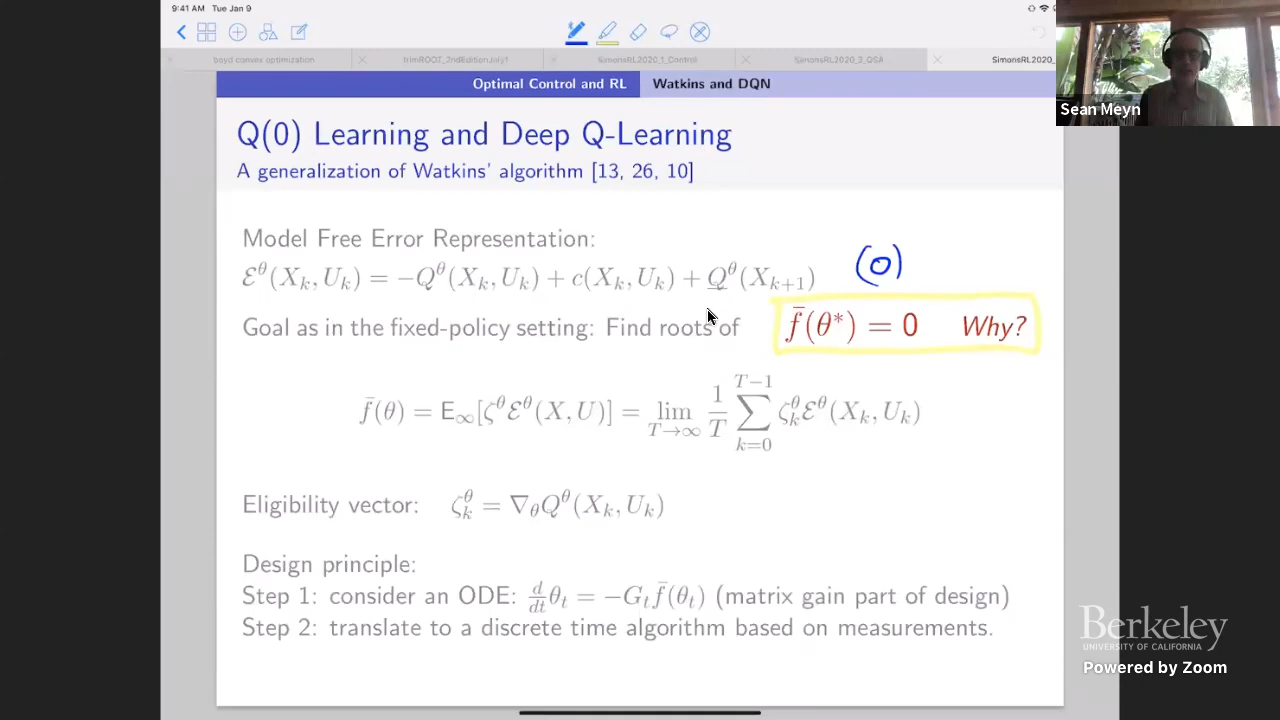 9:41 AM Tue Jan 9
boyd convex optimization
SimonsRL2020_1_Control
SimonsRL2020_3_QSA
SimonsRL2020_
Sean Meyn
Optimal Control and RL Watkins and DQN
Q(0) Learning and Deep Q-Learning
A generalization of Watkins' algorithm [13, 26, 10]
Model Free Error Representation:
ℰ^θ(X_k, U_k) = −Q^θ(X_k, U_k) + c(X_k, U_k) + Q̲^θ(X_{k+1})
(0)
Goal as in the fixed-policy setting: Find roots of f̄(θ*) = 0 Why?
f̄(θ) = E_∞[ζ^θ ℰ^θ(X, U)] = lim_{T→∞} 1/T ∑_{k=0}^{T−1} ζ_k^θ ℰ^θ(X_k, U_k)
Eligibility vector: ζ_k^θ = ∇_θ Q^θ(X_k, U_k)
Design principle:
Step 1: consider an ODE: d/dt θ_t = −G_t f̄(θ_t) (matrix gain part of design)
Step 2: translate to a discrete time algorithm based on measurements.
Berkeley
UNIVERSITY OF CALIFORNIA
Powered by Zoom